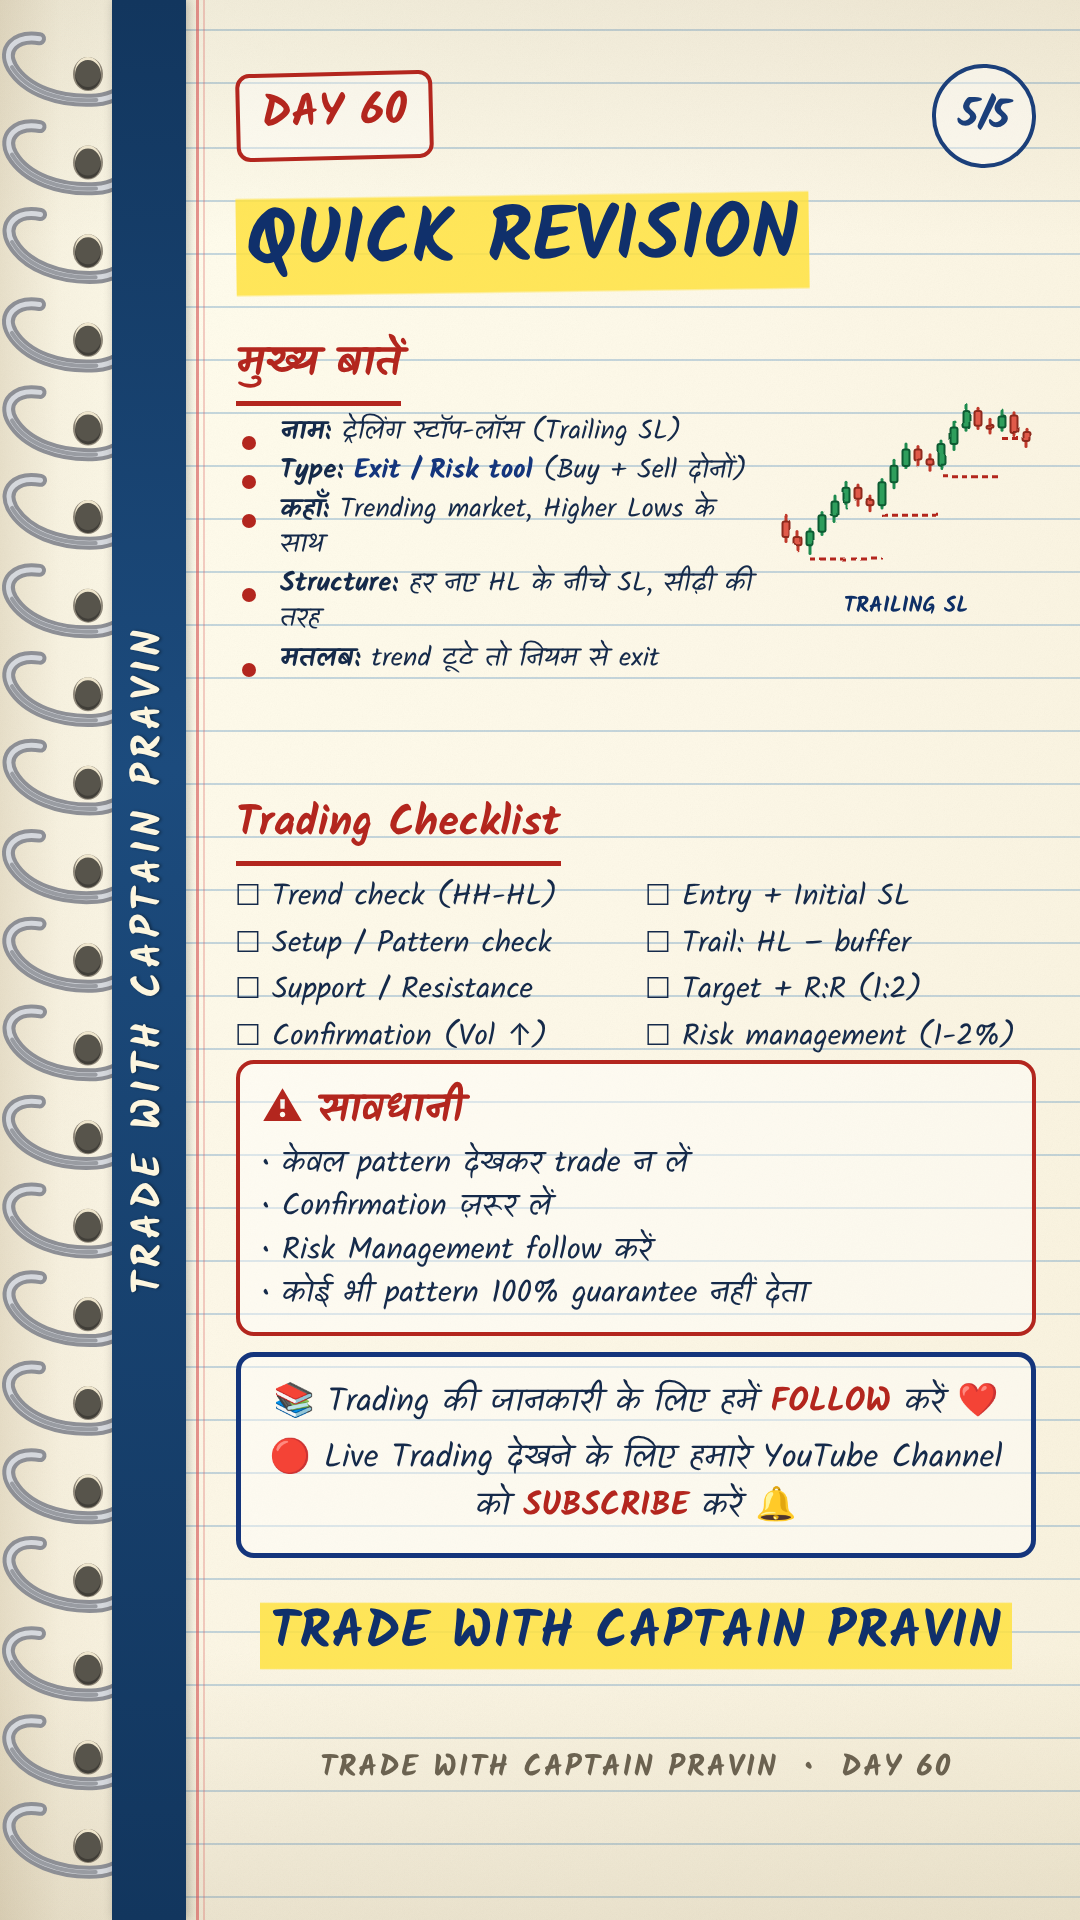 DAY 60
5/5
QUICK REVISION
मुख्य बातें
नाम: ट्रेलिंग स्टॉप-लॉस (Trailing SL)
Type: Exit / Risk tool (Buy + Sell दोनों)
कहाँ: Trending market, Higher Lows के
साथ
Structure: हर नए HL के नीचे SL, सीढ़ी की
तरह
मतलब: trend टूटे तो नियम से exit
TRAILING SL
Trading Checklist
☐ Trend check (HH-HL)
☐ Entry + Initial SL
☐ Setup / Pattern check
☐ Trail: HL – buffer
☐ Support / Resistance
☐ Target + R:R (1:2)
☐ Confirmation (Vol ↑)
☐ Risk management (1-2%)
⚠ सावधानी
· केवल pattern देखकर trade न लें
· Confirmation ज़रूर लें
· Risk Management follow करें
· कोई भी pattern 100% guarantee नहीं देता
📚 Trading की जानकारी के लिए हमें FOLLOW करें ❤️
🔴 Live Trading देखने के लिए हमारे YouTube Channel
को SUBSCRIBE करें 🔔
TRADE WITH CAPTAIN PRAVIN
TRADE WITH CAPTAIN PRAVIN · DAY 60
TRADE WITH CAPTAIN PRAVIN